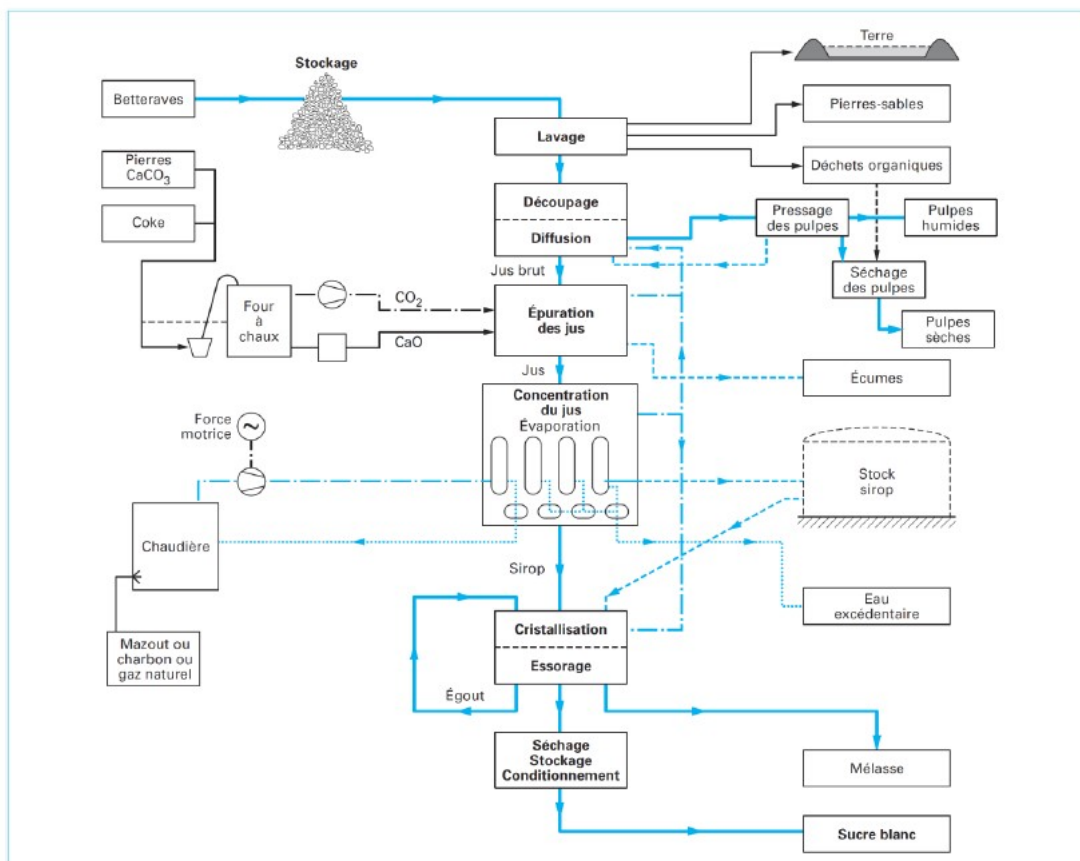 Terre
Stockage
Betteraves
Pierres-sables
Lavage
Pierres
CaCO3
Déchets organiques
Découpage
Coke
Pressage
des pulpes
Pulpes
humides
Diffusion
Jus brut
Séchage
des pulpes
CO2
Four
à
chaux
Épuration
des jus
Pulpes
sèches
CaO
Jus
Écumes
Concentration
du jus
Évaporation
Force
motrice
~
Stock
sirop
Chaudière
Sirop
Eau
excédentaire
Cristallisation
Mazout ou
charbon ou
gaz naturel
Essorage
Égout
Séchage
Stockage
Conditionnement
Mélasse
Sucre blanc